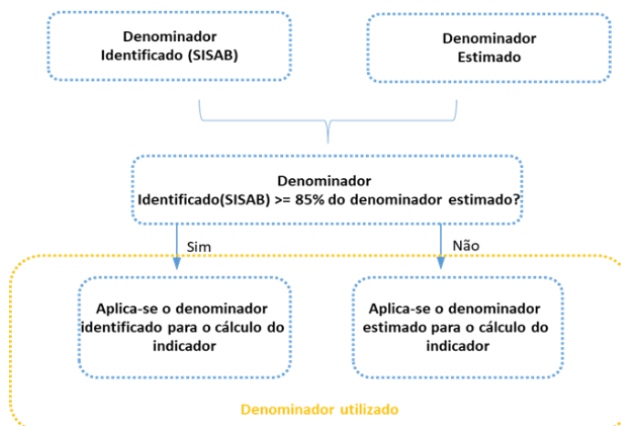 Denominador
Identificado (SISAB)
Denominador
Estimado
Denominador
Identificado(SISAB) >= 85% do denominador estimado?
Sim
Não
Aplica-se o denominador
identificado para o cálculo do
indicador
Aplica-se o denominador
estimado para o cálculo do
indicador
Denominador utilizado